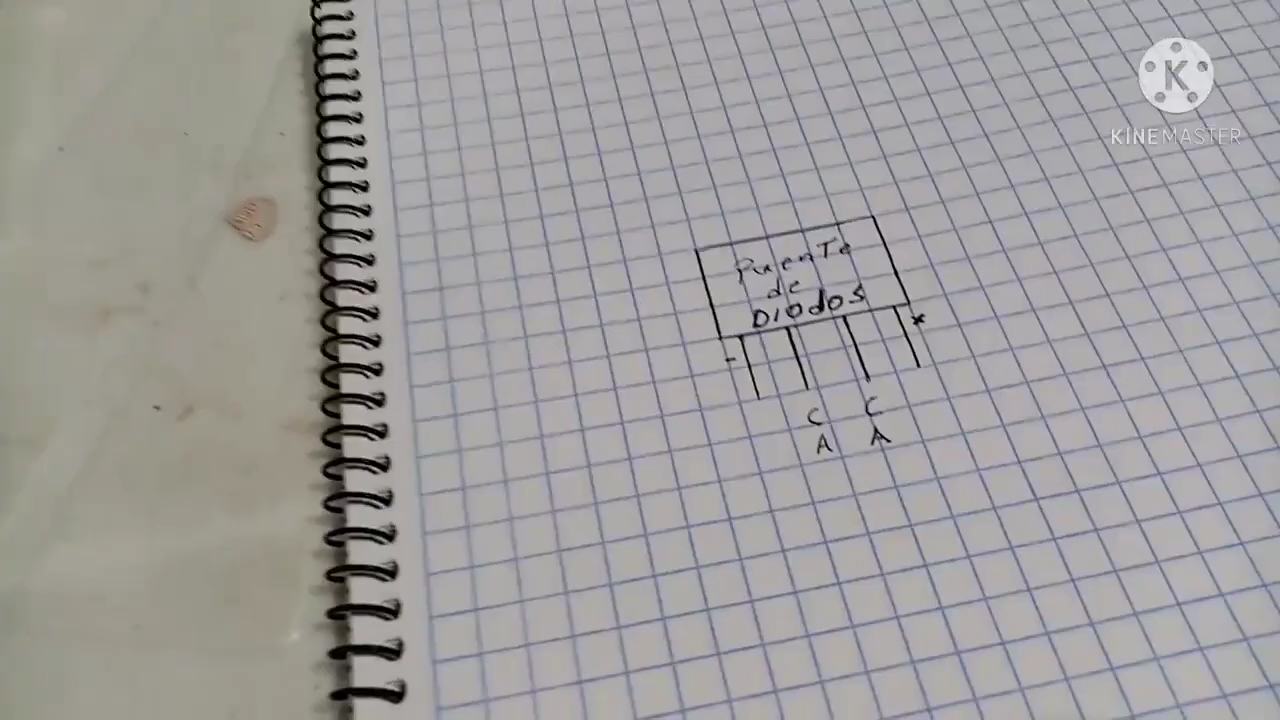 K
KINEMASTER
Puente
de
DIODOS
- +
C C
A A